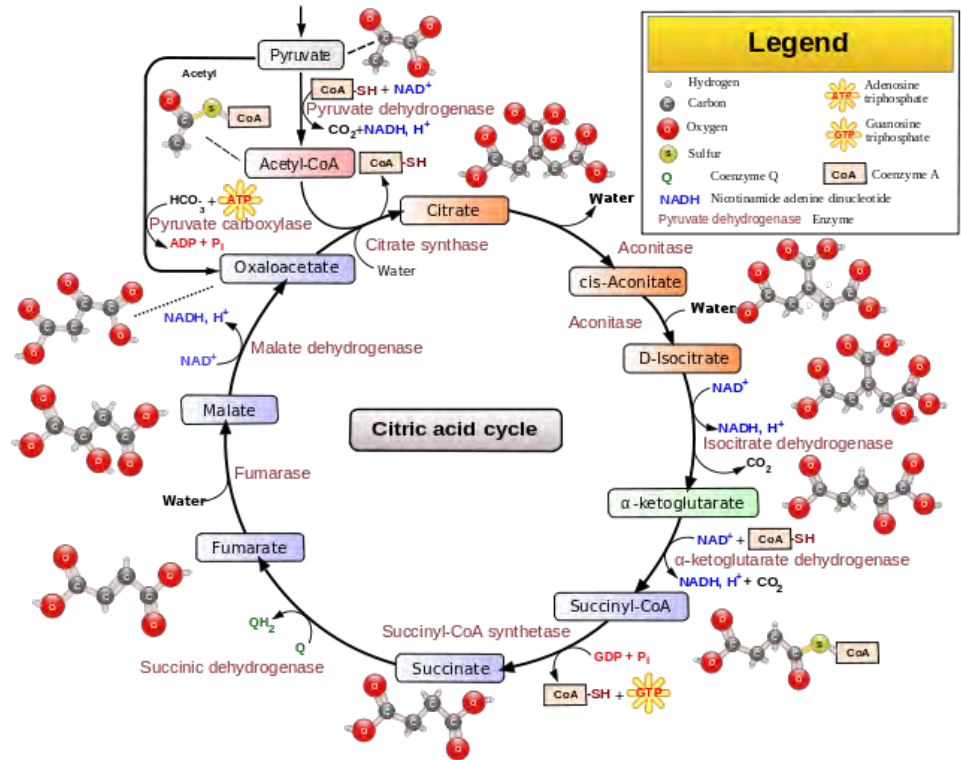 Pyruvate
Acetyl
CoA-SH + NAD+
Pyruvate dehydrogenase
CO2+NADH, H+
CoA
Acetyl-CoA
CoA-SH
HCO-3 + ATP
Pyruvate carboxylase
ADP + Pi
Citrate
Citrate synthase
Water
Oxaloacetate
Water
Aconitase
cis-Aconitate
Aconitase
Water
D-Isocitrate
NAD+
NADH, H+
Isocitrate dehydrogenase
CO2
α-ketoglutarate
NAD+ + CoA-SH
α-ketoglutarate dehydrogenase
NADH, H+ + CO2
Succinyl-CoA
CoA
Succinyl-CoA synthetase
GDP + Pi
CoA-SH + GTP
Succinate
QH2
Q
Succinic dehydrogenase
Fumarate
Water
Fumarase
Malate
NAD+
Malate dehydrogenase
NADH, H+
Citric acid cycle
Legend
Hydrogen
C Carbon
O Oxygen
S Sulfur
Q Coenzyme Q
NADH Nicotinamide adenine dinucleotide
Pyruvate dehydrogenase Enzyme
ATP Adenosine triphosphate
GTP Guanosine triphosphate
CoA Coenzyme A